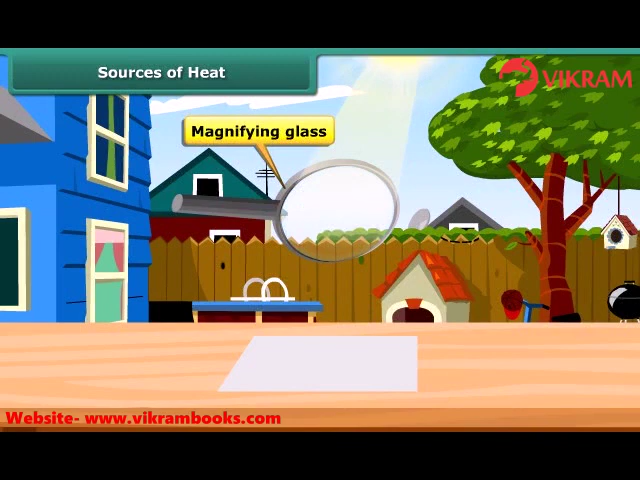 Sources of Heat
VIKRAM
Magnifying glass
Website- www.vikrambooks.com